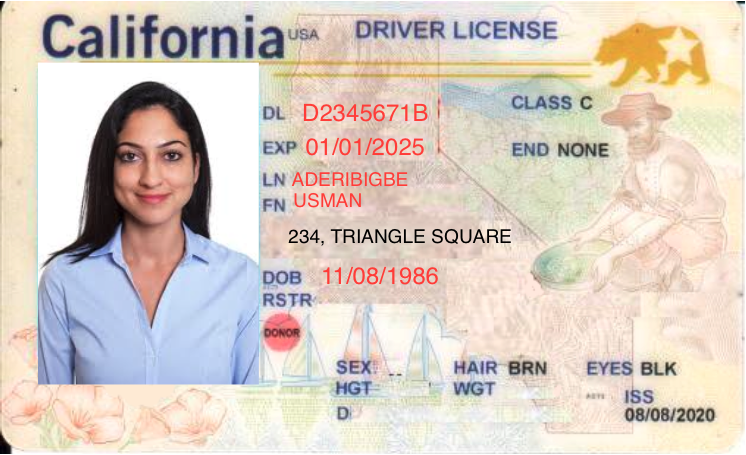 California USA DRIVER LICENSE
DL D2345671B CLASS C
EXP 01/01/2025 END NONE
LN ADERIBIGBE
FN USMAN
234, TRIANGLE SQUARE
DOB 11/08/1986
RSTR
DONOR
SEX HAIR BRN EYES BLK
HGT WGT
ISS
D 08/08/2020